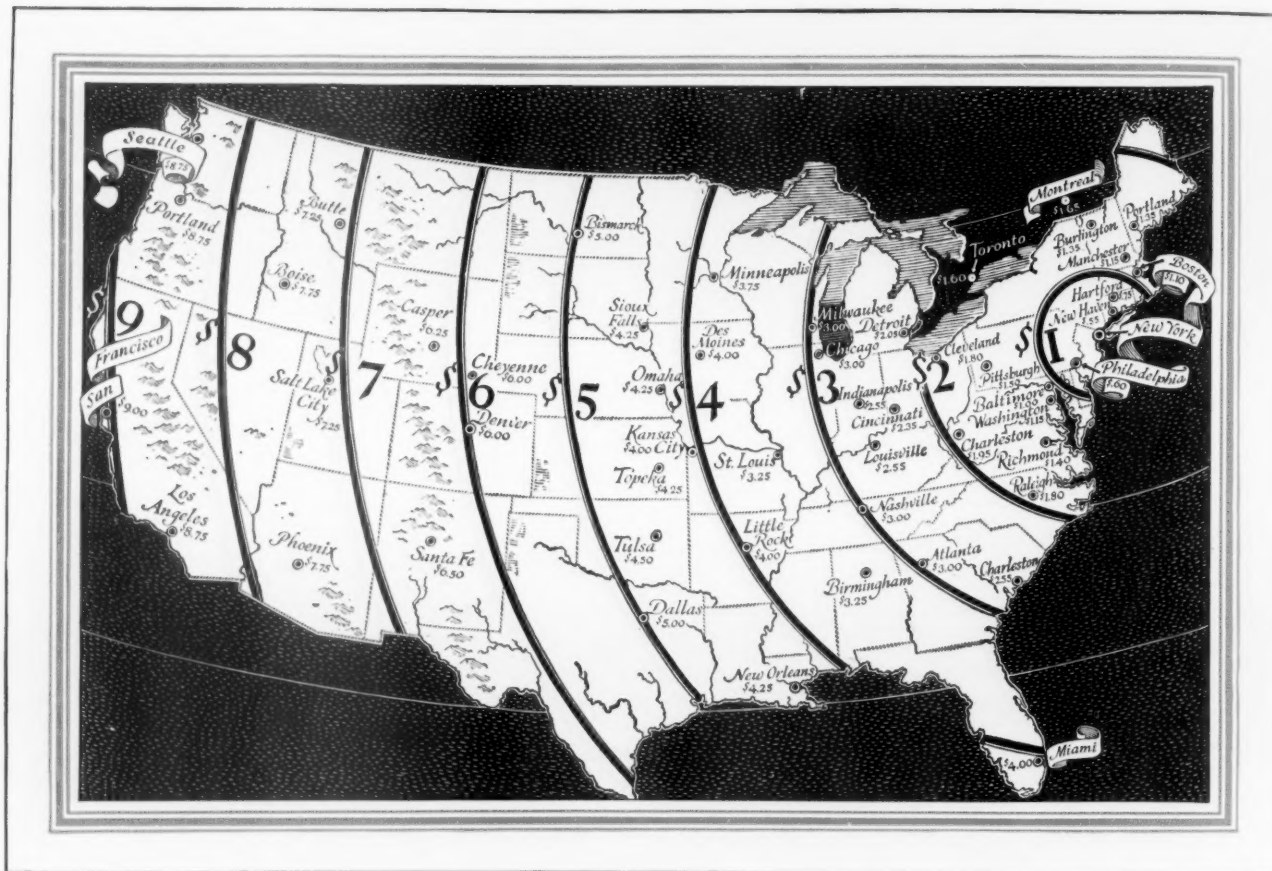 Seattle
$8.75
Portland
$8.75
Butte
$7.25
Boise
$7.75
Bismarck
$5.00
Minneapolis
$3.75
Casper
$6.25
Sioux
Falls
$4.25
Des
Moines
$4.00
Milwaukee
$3.00
Detroit
$2.05
Chicago
$3.00
Toronto
$1.60
Montreal
$1.65
Burlington
$1.35
Portland
$1.35
Manchester
$1.15
Boston
$1.10
Hartford
$.75
New Haven
$.55
New York
Philadelphia
$.60
$9
$8
$7
$6
$5
$4
$3
$2
$1
San
Francisco
$9.00
Salt Lake
City
$7.25
Cheyenne
$6.00
Denver
$6.00
Omaha
$4.25
Kansas
City
$4.00
Topeka
$4.25
St. Louis
$3.25
Indianapolis
$2.55
Cincinnati
$2.35
Louisville
$2.55
Cleveland
$1.80
Pittsburgh
$1.50
Baltimore
$1.00
Washington
$1.15
Charleston
$1.95
Richmond
$1.40
Raleigh
$1.80
Los
Angeles
$8.75
Phoenix
$7.75
Santa Fe
$6.50
Tulsa
$4.50
Little
Rock
$4.00
Nashville
$3.00
Birmingham
$3.25
Atlanta
$3.00
Charleston
$2.55
Dallas
$5.00
New Orleans
$4.25
Miami
$4.00